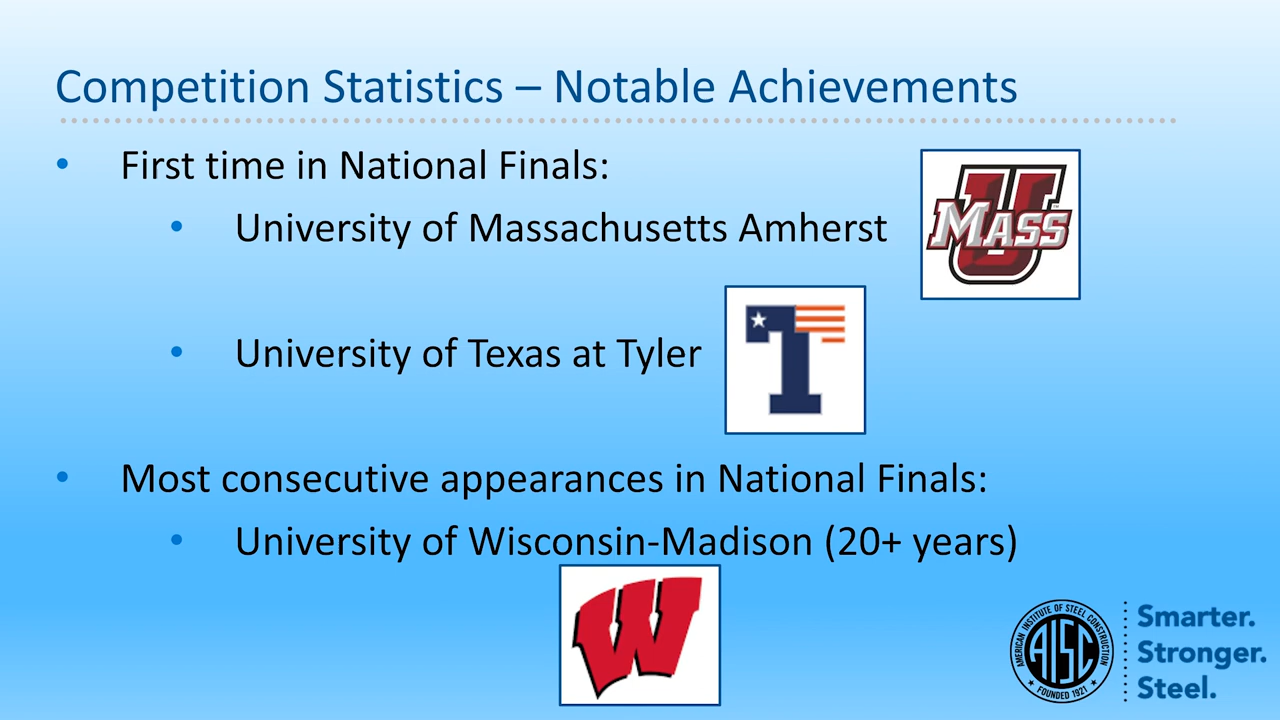 Competition Statistics – Notable Achievements
• First time in National Finals:
• University of Massachusetts Amherst
U
MASS
• University of Texas at Tyler
T
• Most consecutive appearances in National Finals:
• University of Wisconsin-Madison (20+ years)
W
AMERICAN INSTITUTE OF STEEL CONSTRUCTION
AISC
FOUNDED 1921
Smarter.
Stronger.
Steel.